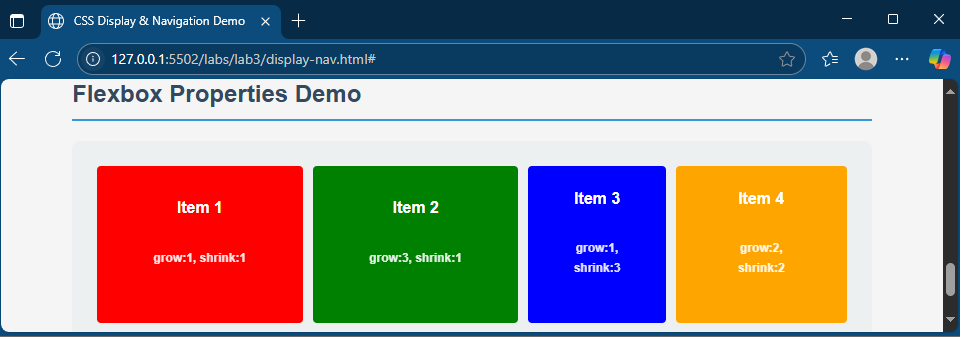 CSS Display & Navigation Demo
127.0.0.1:5502/labs/lab3/display-nav.html#
Flexbox Properties Demo
Item 1
grow:1, shrink:1
Item 2
grow:3, shrink:1
Item 3
grow:1,
shrink:3
Item 4
grow:2,
shrink:2